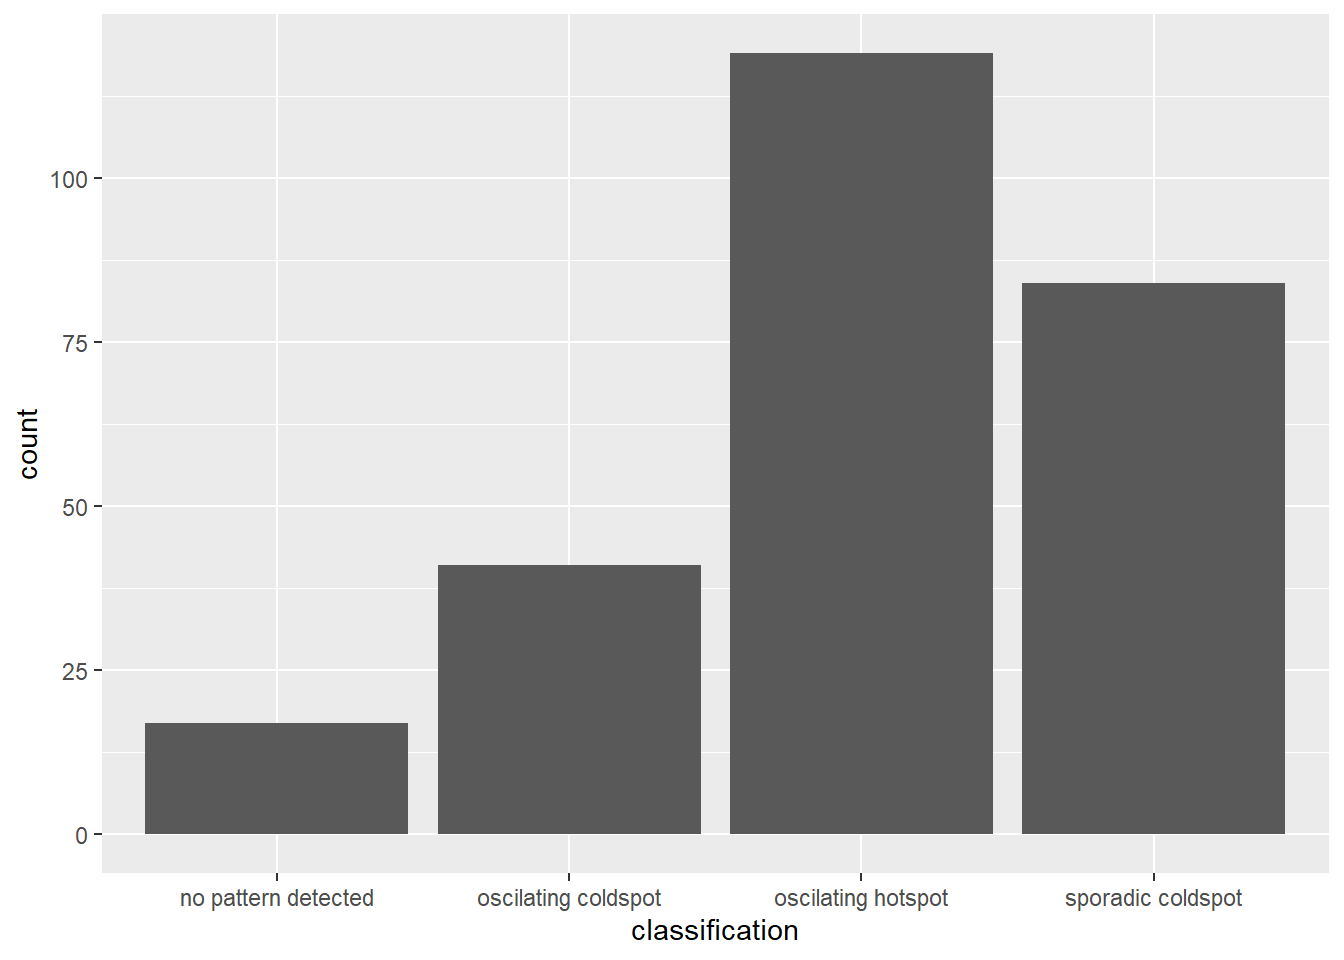 100
75
50
25
0
count
no pattern detected
oscilating coldspot
oscilating hotspot
sporadic coldspot
classification